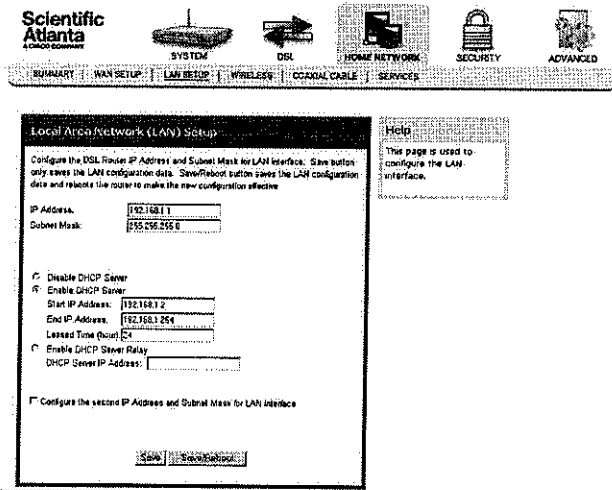 Scientific
Atlanta
A CISCO COMPANY
SYSTEM
DSL
HOME NETWORK
SECURITY
ADVANCED
SUMMARY | WAN SETUP | LAN SETUP | WIRELESS | COAXIAL CABLE | SERVICES
Local Area Network (LAN) Setup
Configure the DSL Router IP Address and Subnet Mask for LAN interface. Save button
only saves the LAN configuration data. Save/Reboot button saves the LAN configuration
data and reboots the router to make the new configuration effective
IP Address: 192.168.1.1
Subnet Mask: 255.255.255.0
Disable DHCP Server
Enable DHCP Server
Start IP Address: 192.168.1.2
End IP Address: 192.168.1.254
Leased Time (hour): 24
Enable DHCP Server Relay
DHCP Server IP Address:
Configure the second IP Address and Subnet Mask for LAN interface
Save Save/Reboot
Help
This page is used to
configure the LAN
interface.